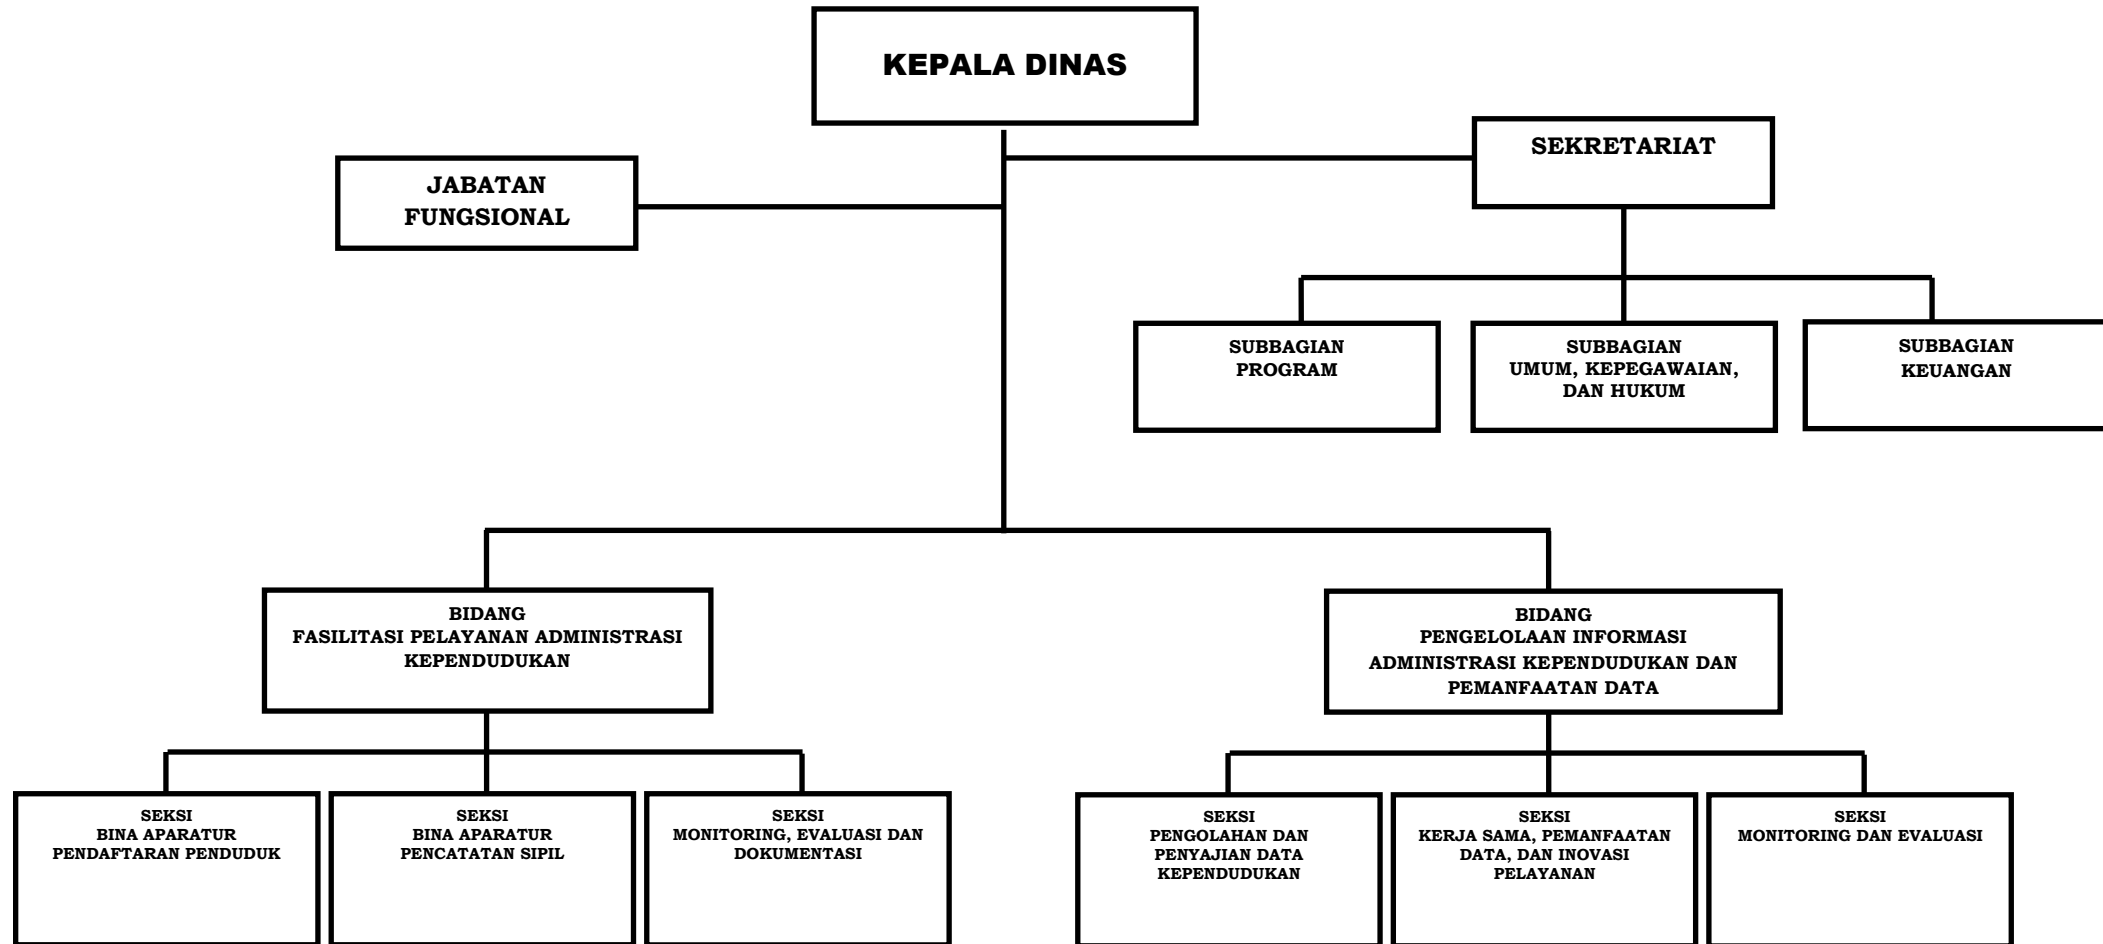 KEPALA DINAS
SEKRETARIAT
JABATAN
FUNGSIONAL
SUBBAGIAN
PROGRAM
SUBBAGIAN
UMUM, KEPEGAWAIAN,
DAN HUKUM
SUBBAGIAN
KEUANGAN
BIDANG
FASILITASI PELAYANAN ADMINISTRASI
KEPENDUDUKAN
BIDANG
PENGELOLAAN INFORMASI
ADMINISTRASI KEPENDUDUKAN DAN
PEMANFAATAN DATA
SEKSI
BINA APARATUR
PENDAFTARAN PENDUDUK
SEKSI
BINA APARATUR
PENCATATAN SIPIL
SEKSI
MONITORING, EVALUASI DAN
DOKUMENTASI
SEKSI
PENGOLAHAN DAN
PENYAJIAN DATA
KEPENDUDUKAN
SEKSI
KERJA SAMA, PEMANFAATAN
DATA, DAN INOVASI
PELAYANAN
SEKSI
MONITORING DAN EVALUASI